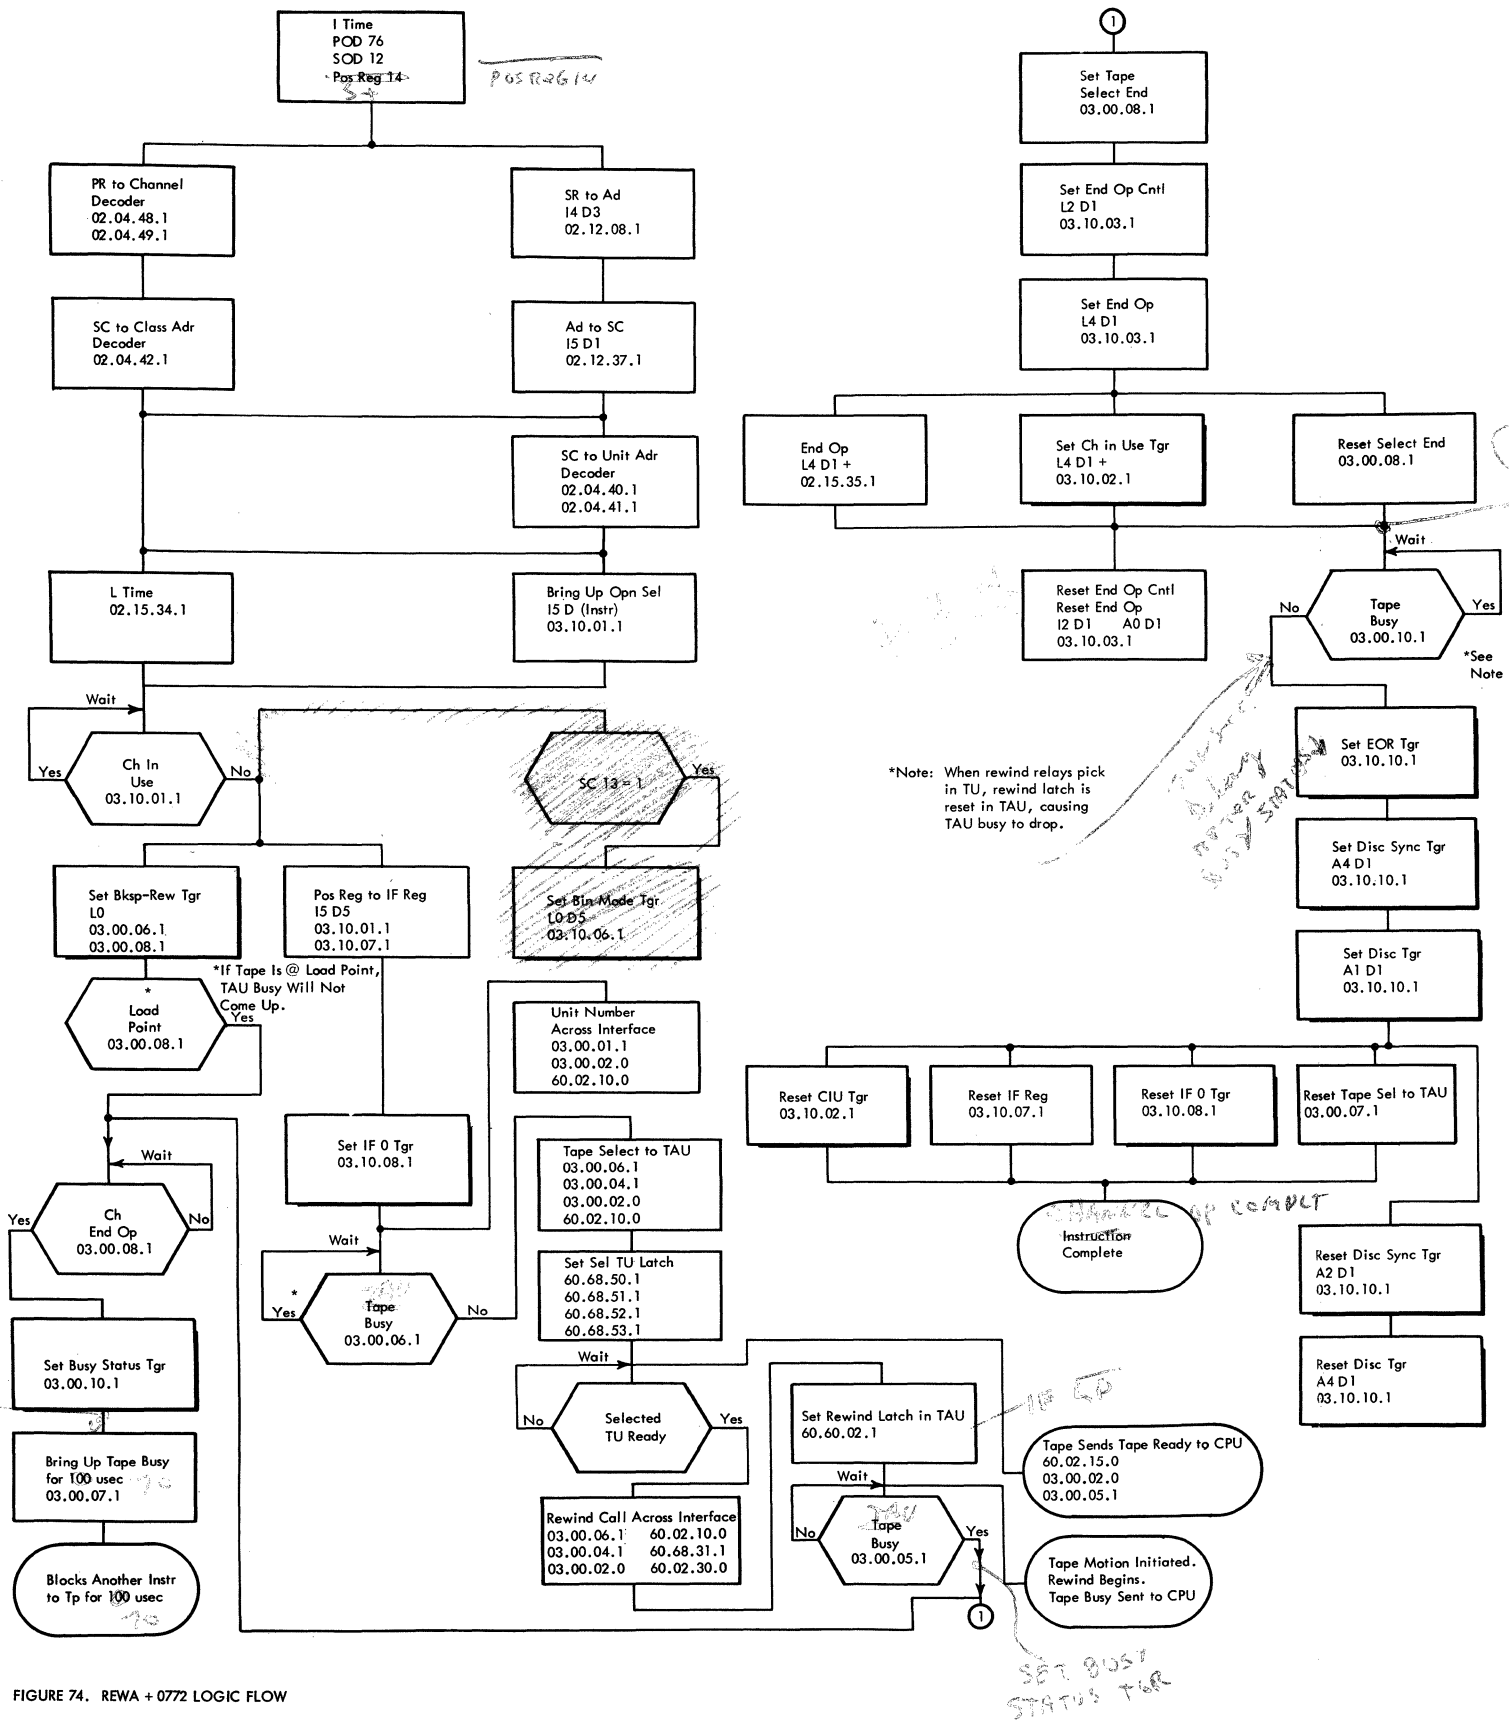 I Time
POD 76
SOD 12
Pos Reg 14
POS REG 14
PR to Channel
Decoder
02.04.48.1
02.04.49.1
SR to Ad
I4 D3
02.12.08.1
SC to Class Adr
Decoder
02.04.42.1
Ad to SC
I5 D1
02.12.37.1
SC to Unit Adr
Decoder
02.04.40.1
02.04.41.1
L Time
02.15.34.1
Bring Up Opn Sel
I5 D (Instr)
03.10.01.1
Wait
Yes
Ch In
Use
03.10.01.1
No
SC 13 = 1
Yes
Set Bksp-Rew Tgr
L0
03.00.06.1
03.00.08.1
Pos Reg to IF Reg
I5 D5
03.10.01.1
03.10.07.1
Set Bin Mode Tgr
L0 D5
03.10.06.1
*If Tape Is @ Load Point,
TAU Busy Will Not
Come Up.
*
Load
Point
03.00.08.1
Yes
Unit Number
Across Interface
03.00.01.1
03.00.02.0
60.02.10.0
Set IF 0 Tgr
03.10.08.1
Tape Select to TAU
03.00.06.1
03.00.04.1
03.00.02.0
60.02.10.0
Wait
Yes
Ch
End Op
03.00.08.1
No
Wait
*
Yes
TAU
Tape
Busy
03.00.06.1
No
Set Sel TU Latch
60.68.50.1
60.68.51.1
60.68.52.1
60.68.53.1
Set Busy Status Tgr
03.00.10.1
Wait
No
Selected
TU Ready
Yes
Bring Up Tape Busy
for 100 usec
03.00.07.1
70
Rewind Call Across Interface
03.00.06.1 60.02.10.0
03.00.04.1 60.68.31.1
03.00.02.0 60.02.30.0
Blocks Another Instr
to Tp for 100 usec
70
Set Rewind Latch in TAU
60.60.02.1
Wait
No
TAU
Tape
Busy
03.00.05.1
Yes
1
Tape Sends Tape Ready to CPU
60.02.15.0
03.00.02.0
03.00.05.1
Tape Motion Initiated.
Rewind Begins.
Tape Busy Sent to CPU
SET BUSY
STATUS TGR
1
Set Tape
Select End
03.00.08.1
Set End Op Cntl
L2 D1
03.10.03.1
Set End Op
L4 D1
03.10.03.1
End Op
L4 D1 +
02.15.35.1
Set Ch in Use Tgr
L4 D1 +
03.10.02.1
Reset Select End
03.00.08.1
Reset End Op Cntl
Reset End Op
I2 D1 A0 D1
03.10.03.1
Wait
No
Tape
Busy
03.00.10.1
Yes
*See
Note
*Note: When rewind relays pick
in TU, rewind latch is
reset in TAU, causing
TAU busy to drop.
Set EOR Tgr
03.10.10.1
Set Disc Sync Tgr
A4 D1
03.10.10.1
Set Disc Tgr
A1 D1
03.10.10.1
Reset CIU Tgr
03.10.02.1
Reset IF Reg
03.10.07.1
Reset IF 0 Tgr
03.10.08.1
Reset Tape Sel to TAU
03.00.07.1
CHANNEL OP COMPLT
Instruction
Complete
Reset Disc Sync Tgr
A2 D1
03.10.10.1
Reset Disc Tgr
A4 D1
03.10.10.1
FIGURE 74. REWA + 0772 LOGIC FLOW